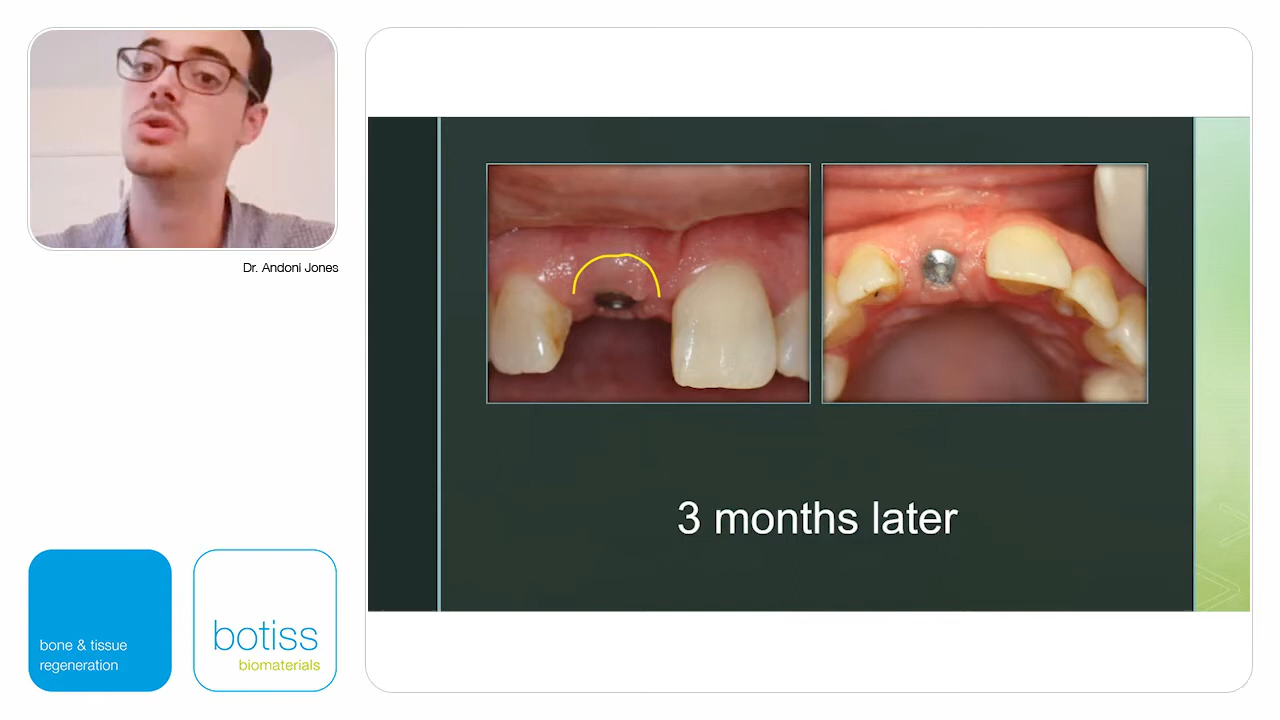 Dr. Andoni Jones
3 months later
bone & tissue
regeneration
botiss
biomaterials